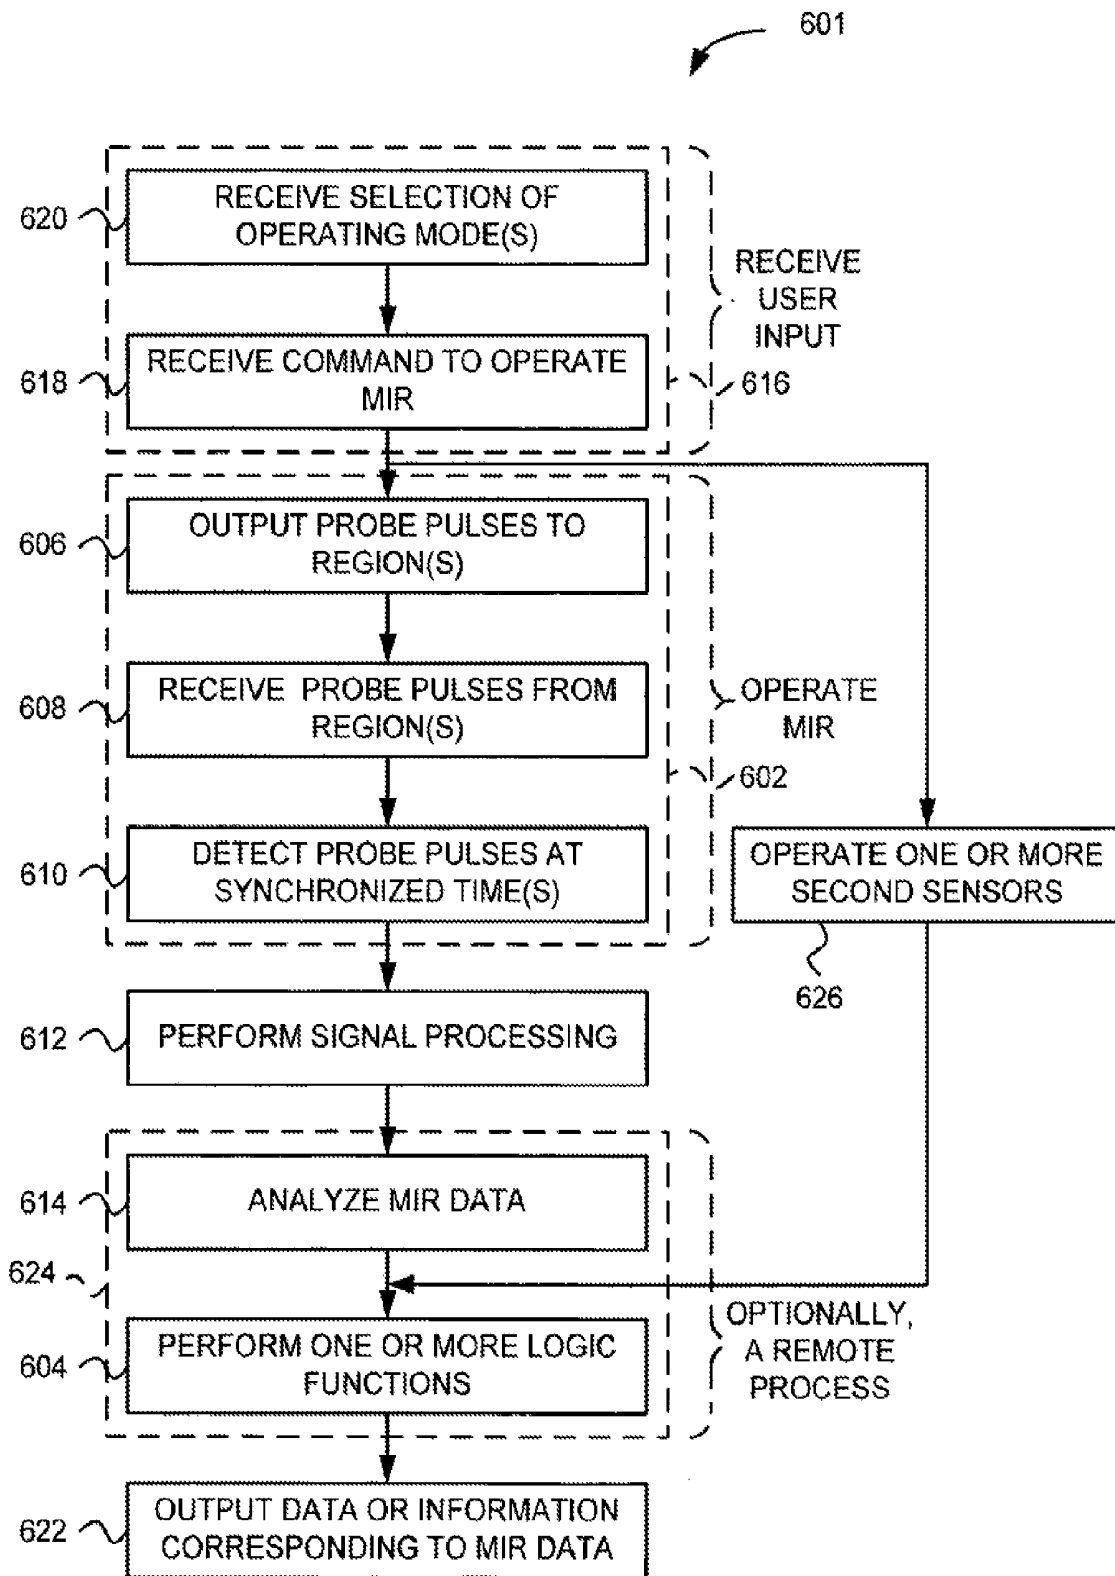 601
620
RECEIVE SELECTION OF
OPERATING MODE(S)
RECEIVE
USER
INPUT
618
RECEIVE COMMAND TO OPERATE
MIR
616
606
OUTPUT PROBE PULSES TO
REGION(S)
608
RECEIVE PROBE PULSES FROM
REGION(S)
OPERATE
MIR
602
610
DETECT PROBE PULSES AT
SYNCHRONIZED TIME(S)
OPERATE ONE OR MORE
SECOND SENSORS
626
612
PERFORM SIGNAL PROCESSING
614
ANALYZE MIR DATA
624
OPTIONALLY,
A REMOTE
PROCESS
604
PERFORM ONE OR MORE LOGIC
FUNCTIONS
622
OUTPUT DATA OR INFORMATION
CORRESPONDING TO MIR DATA